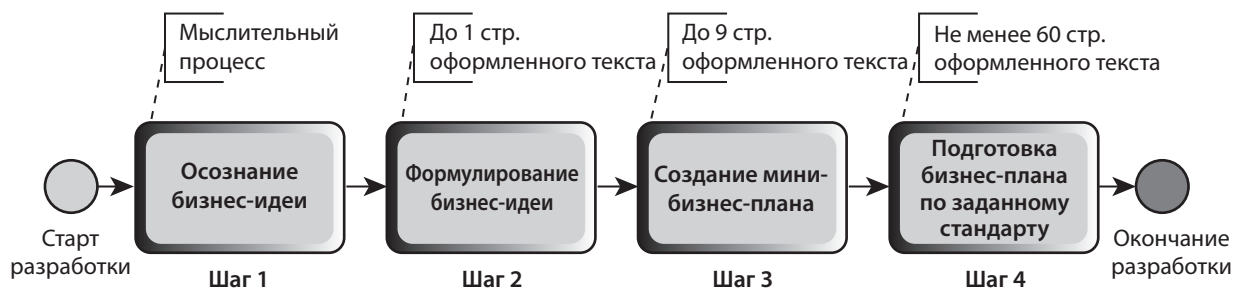 Мыслительный
процесс
До 1 стр.
оформленного текста
До 9 стр.
оформленного текста
Не менее 60 стр.
оформленного текста
Старт
разработки
Осознание
бизнес-идеи
Шаг 1
Формулирование
бизнес-идеи
Шаг 2
Создание мини-
бизнес-плана
Шаг 3
Подготовка
бизнес-плана
по заданному
стандарту
Шаг 4
Окончание
разработки